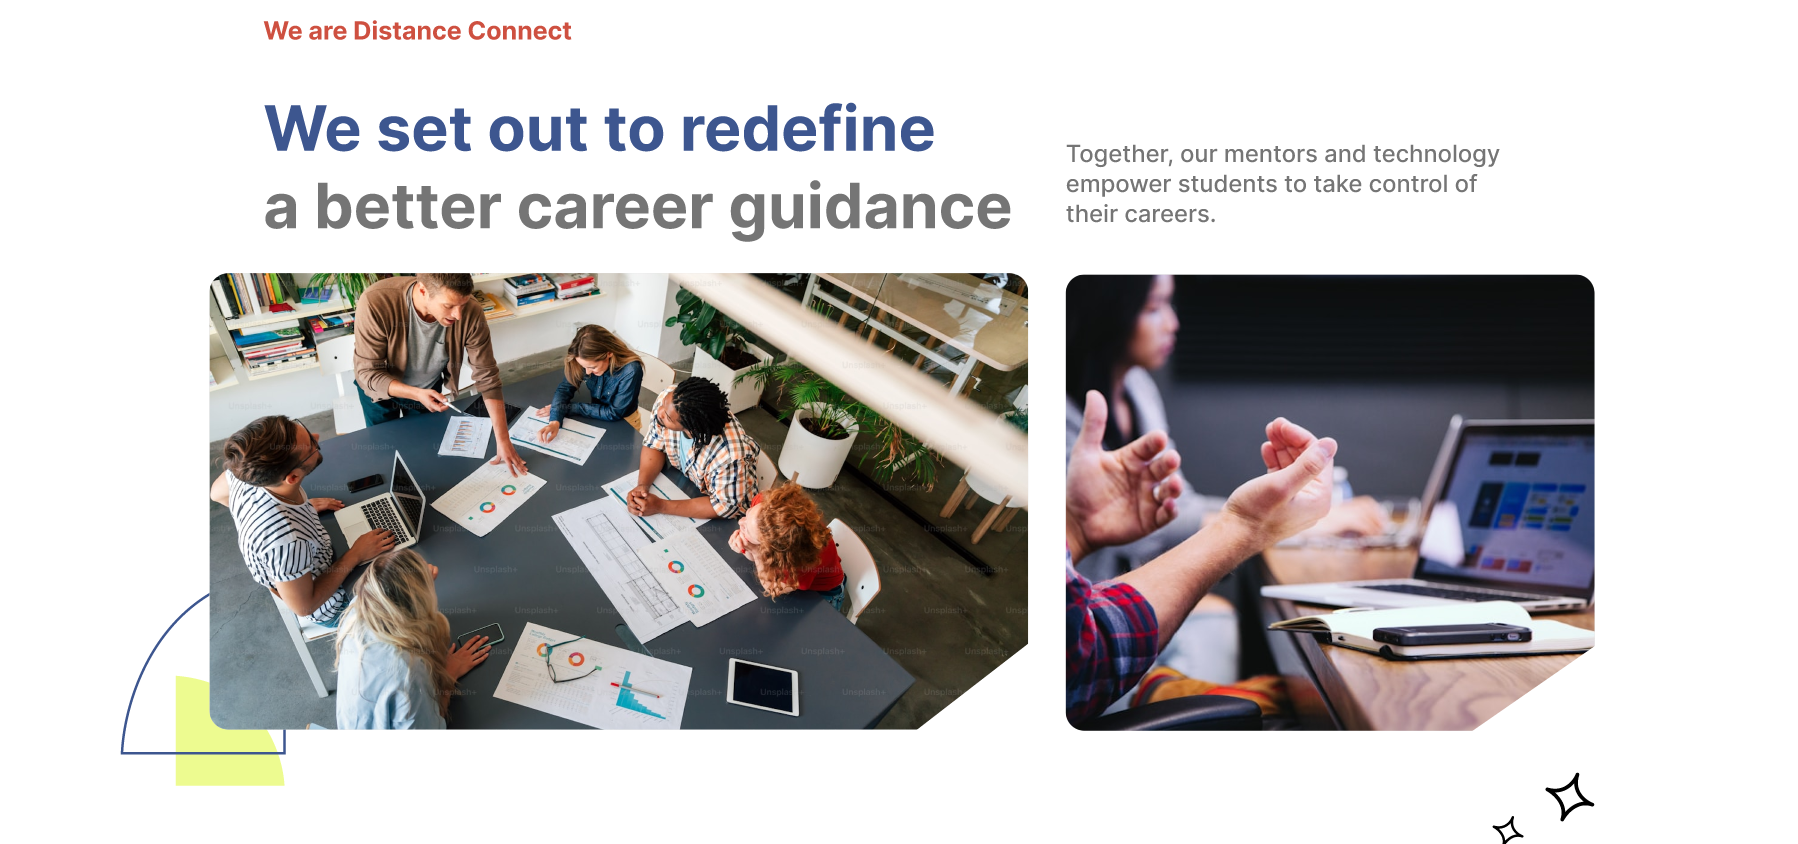 We are Distance Connect
We set out to redefine
a better career guidance
Together, our mentors and technology
empower students to take control of
their careers.
Unsplash+